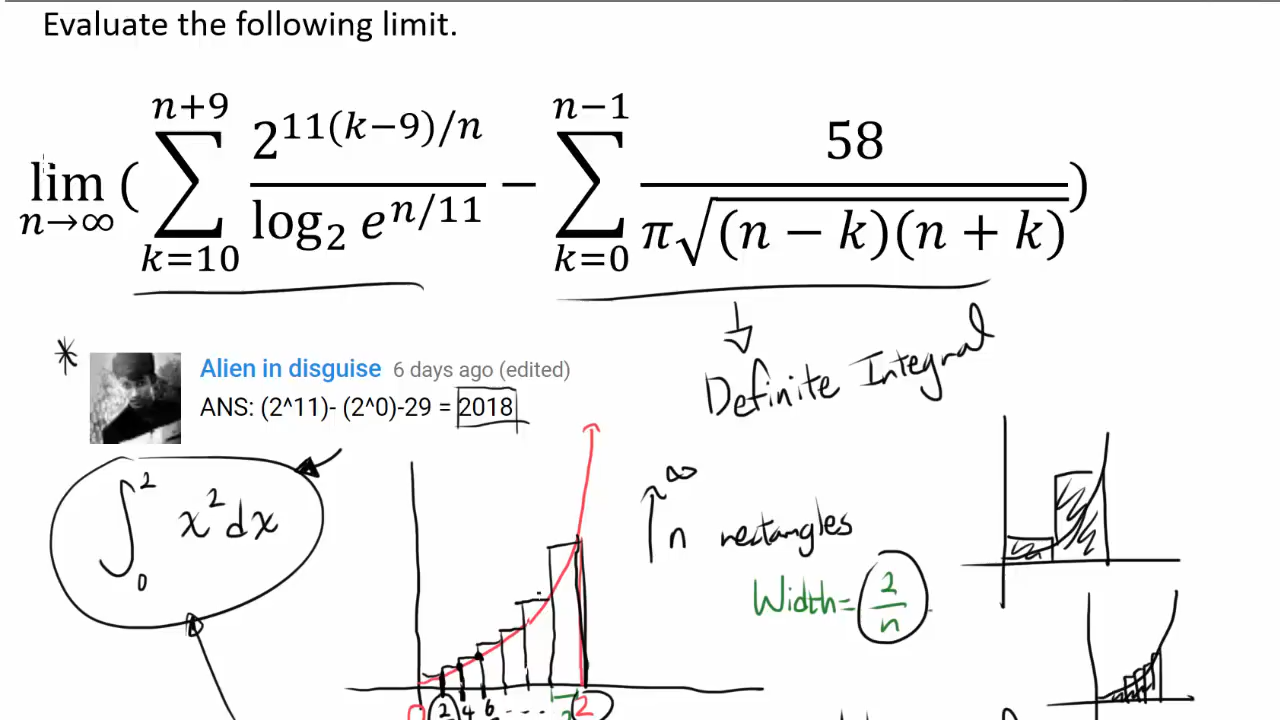 Evaluate the following limit.
lim n→∞ ( ∑ k=10 n+9 2^{11(k−9)/n} / log₂ e^{n/11} − ∑ k=0 n−1 58 / π√(n − k)(n + k) )
*
Alien in disguise 6 days ago (edited)
ANS: (2^11)- (2^0)-29 = 2018
Definite Integral
∫₀² x² dx
∞
n rectangles
Width = 2/n
0 2 4 6 .... 2